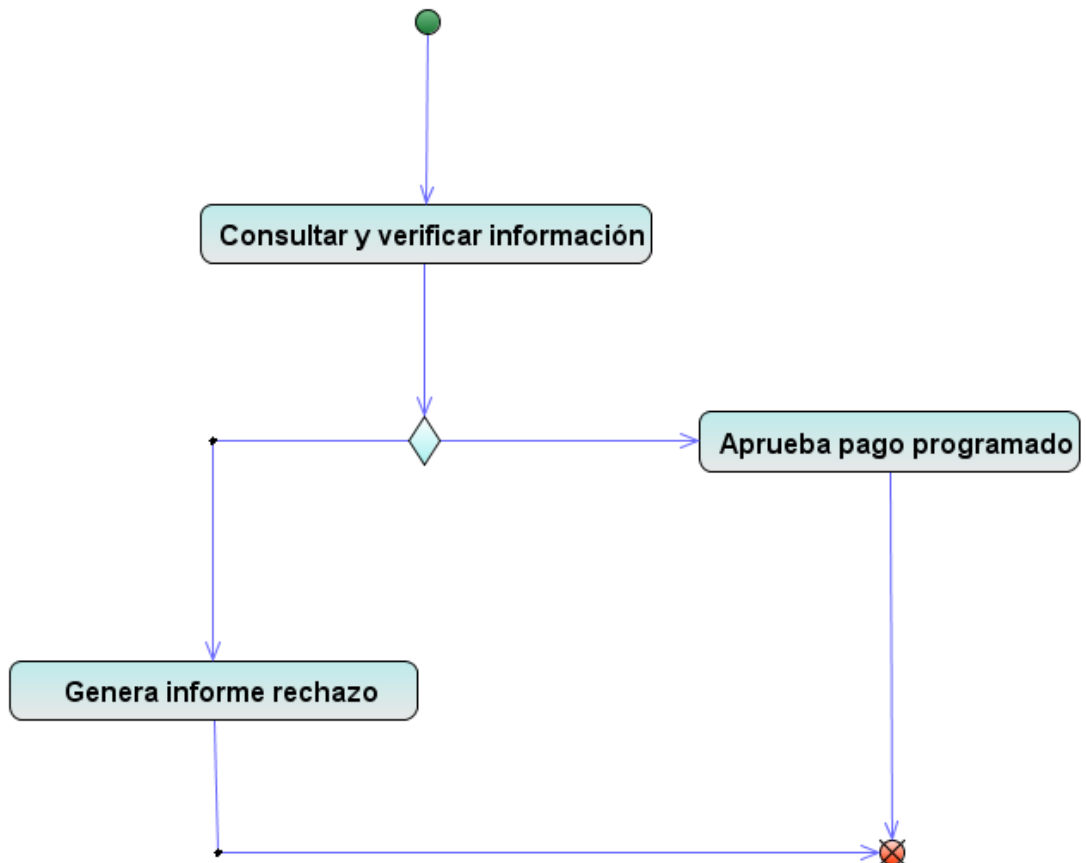 Consultar y verificar información
Aprueba pago programado
Genera informe rechazo